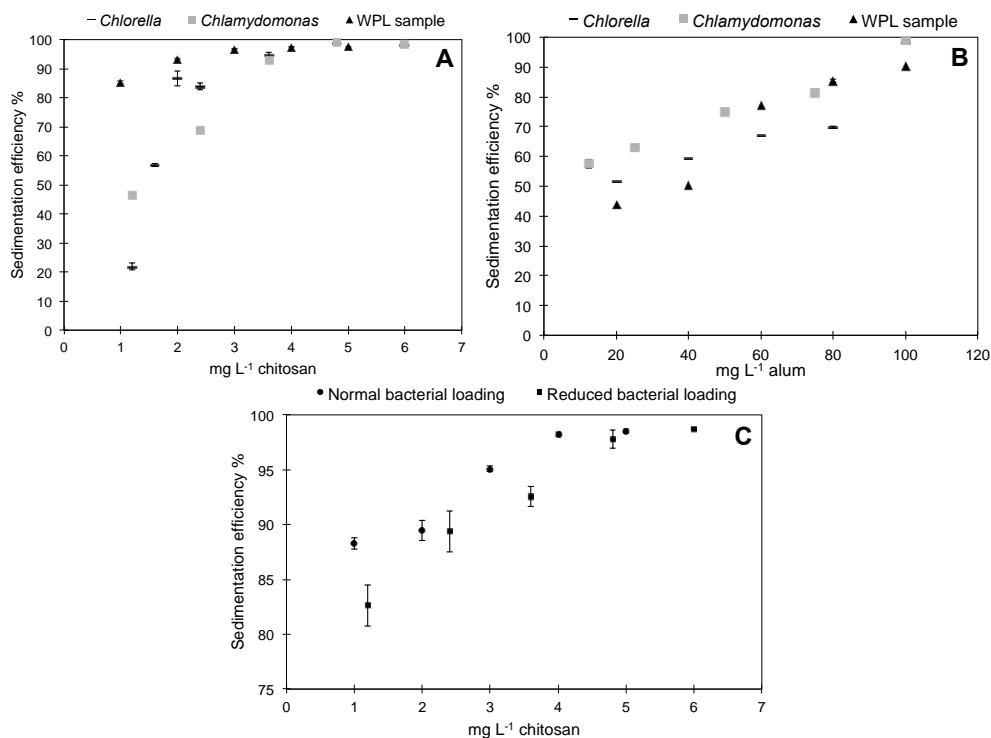 Chlorella Chlamydomonas WPL sample
A
Sedimentation efficiency %
100
90
80
70
60
50
40
30
20
10
0
0 1 2 3 4 5 6 7
mg L-1 chitosan
Chlorella Chlamydomonas WPL sample
B
Sedimentation efficiency %
100
90
80
70
60
50
40
30
20
10
0
0 20 40 60 80 100 120
mg L-1 alum
Normal bacterial loading Reduced bacterial loading
C
Sedimentation efficiency %
100
95
90
85
80
75
0 1 2 3 4 5 6 7
mg L-1 chitosan